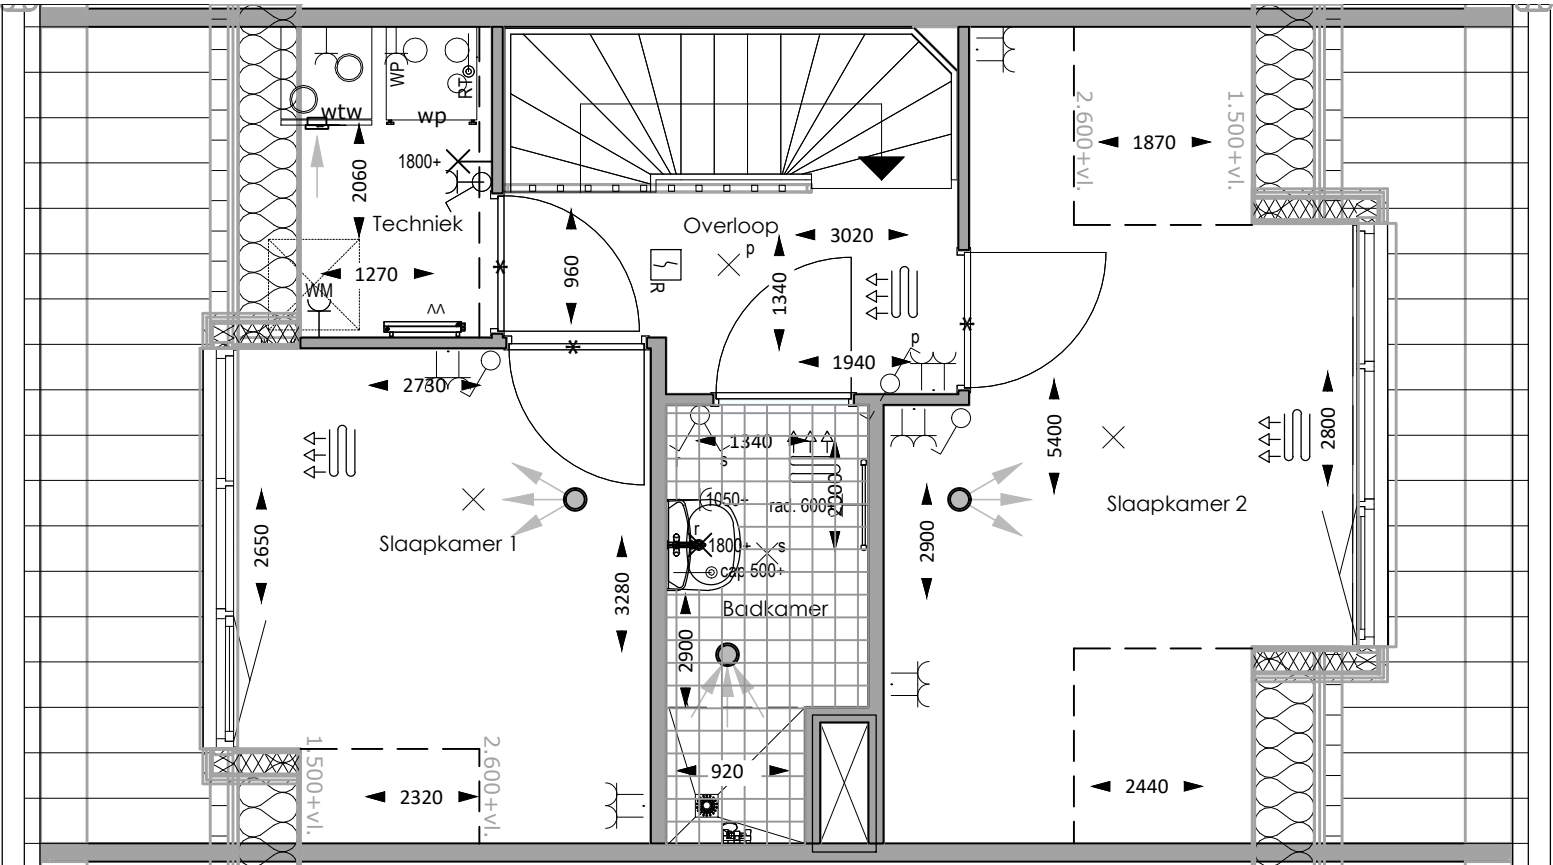 WP
RT
wtw
wp
1800+
2060
Techniek
1270
WM
960
Overloop
p
3020
1340
R
1940
p
2.600+vl.
1.500+vl.
1870
2730
2650
Slaapkamer 1
3280
1340
s
1050+
rad. 600
2000
r
1800+
s
cap 500+
Badkamer
2900
920
2900
5400
Slaapkamer 2
2800
1.500+vl.
2.600+vl.
2320
2440